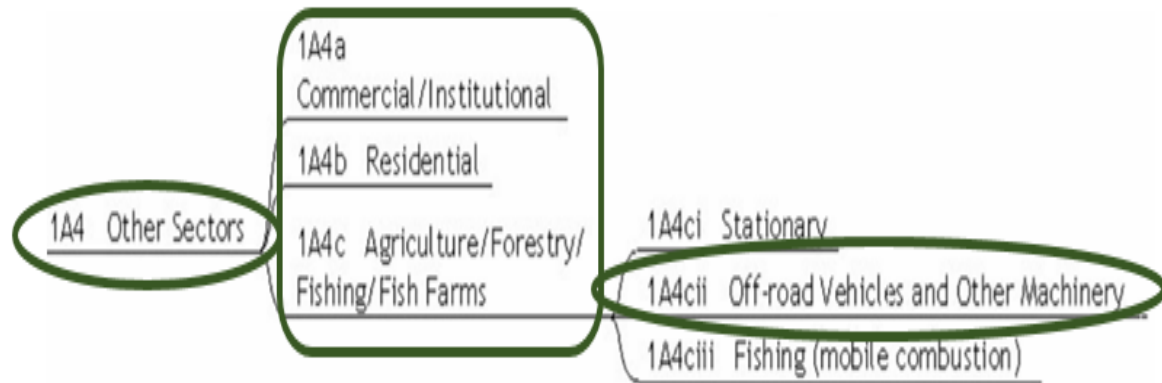 1A4a
Commercial/Institutional
1A4b Residential
1A4 Other Sectors
1A4c Agriculture/Forestry/
Fishing/Fish Farms
1A4ci Stationary
1A4cii Off-road Vehicles and Other Machinery
1A4ciii Fishing (mobile combustion)